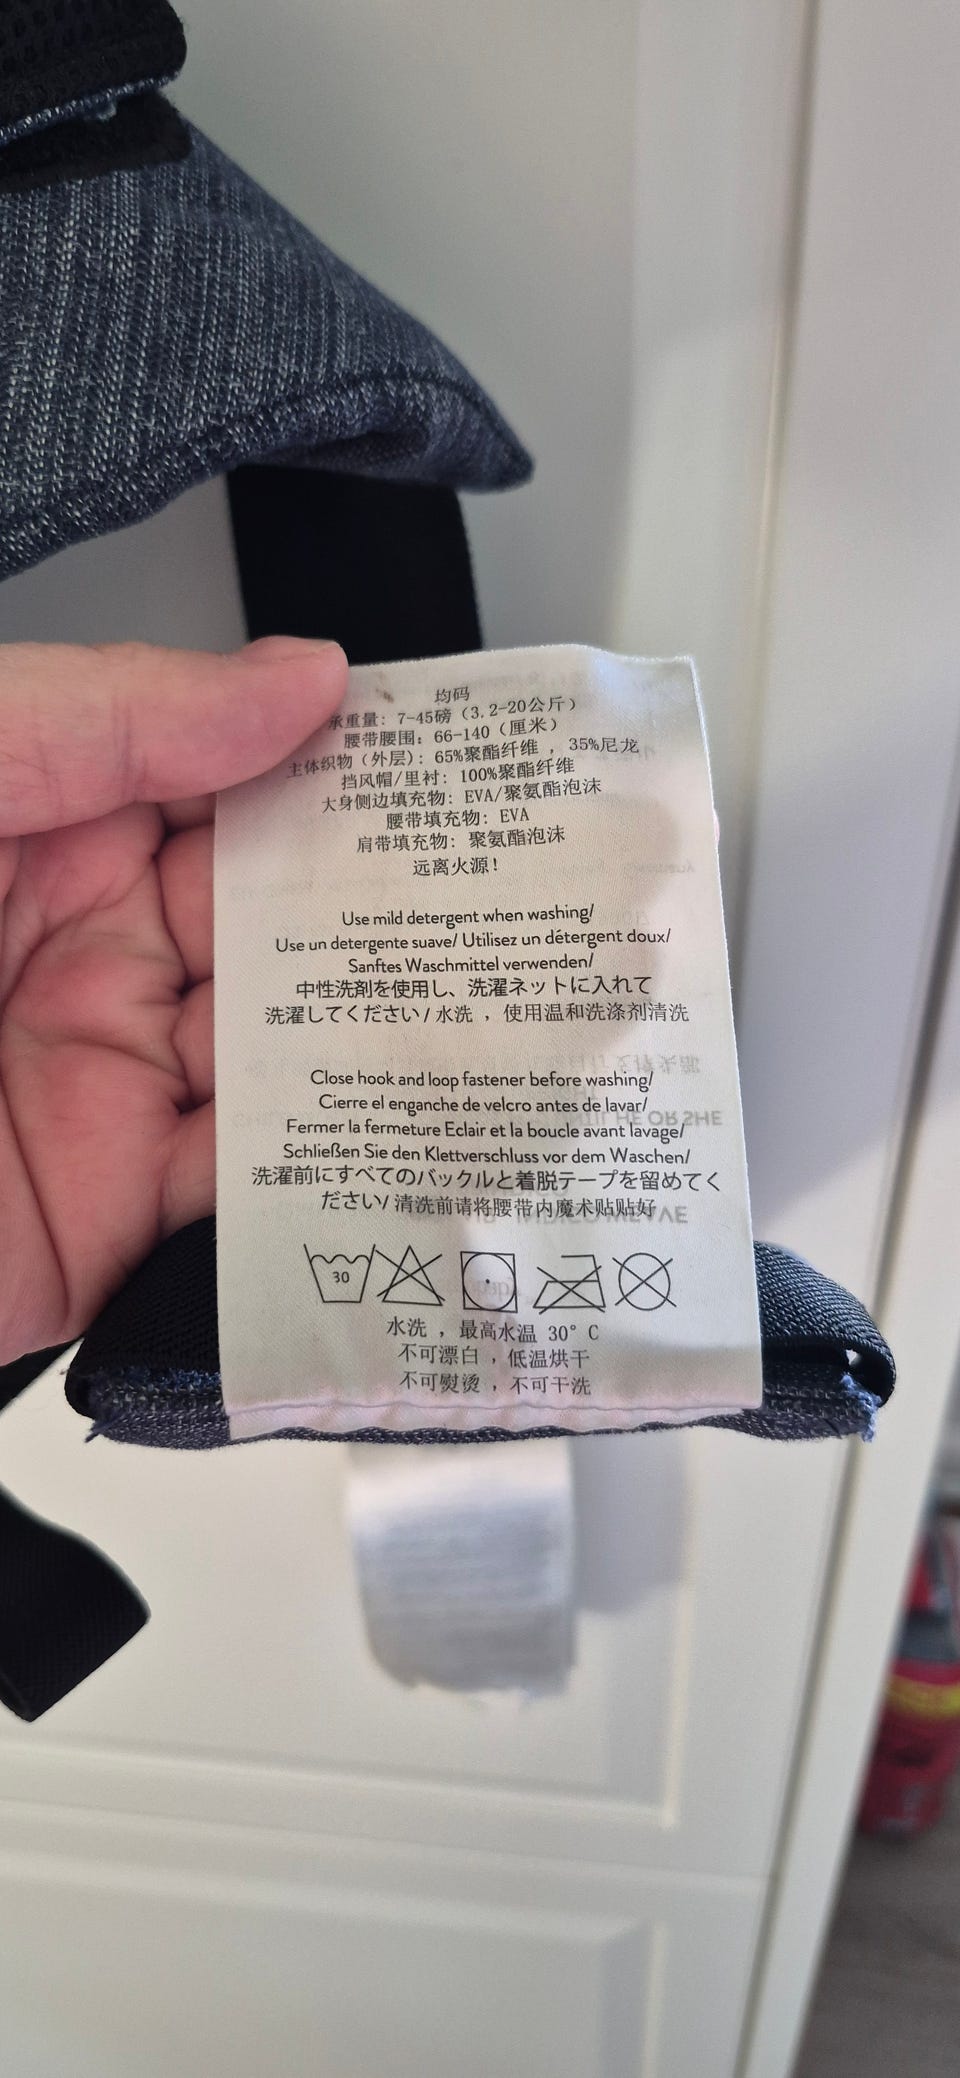 均码
承重量: 7-45磅（3.2-20公斤）
腰带腰围: 66-140（厘米）
主体织物（外层）: 65%聚酯纤维 , 35%尼龙
挡风帽/里衬: 100%聚酯纤维
大身侧边填充物: EVA/聚氨酯泡沫
腰带填充物: EVA
肩带填充物: 聚氨酯泡沫
远离火源!
Use mild detergent when washing/
Use un detergente suave/ Utilisez un détergent doux/
Sanftes Waschmittel verwenden/
中性洗剤を使用し、洗濯ネットに入れて
洗濯してください / 水洗 , 使用温和洗涤剂清洗
Close hook and loop fastener before washing/
Cierre el enganche de velcro antes de lavar/
Fermer la fermeture Eclair et la boucle avant lavage/
Schließen Sie den Klettverschluss vor dem Waschen/
洗濯前にすべてのバックルと着脱テープを留めてく
ださい/ 清洗前请将腰带内魔术贴贴好
30
水洗 , 最高水温 30° C
不可漂白 , 低温烘干
不可熨烫 , 不可干洗